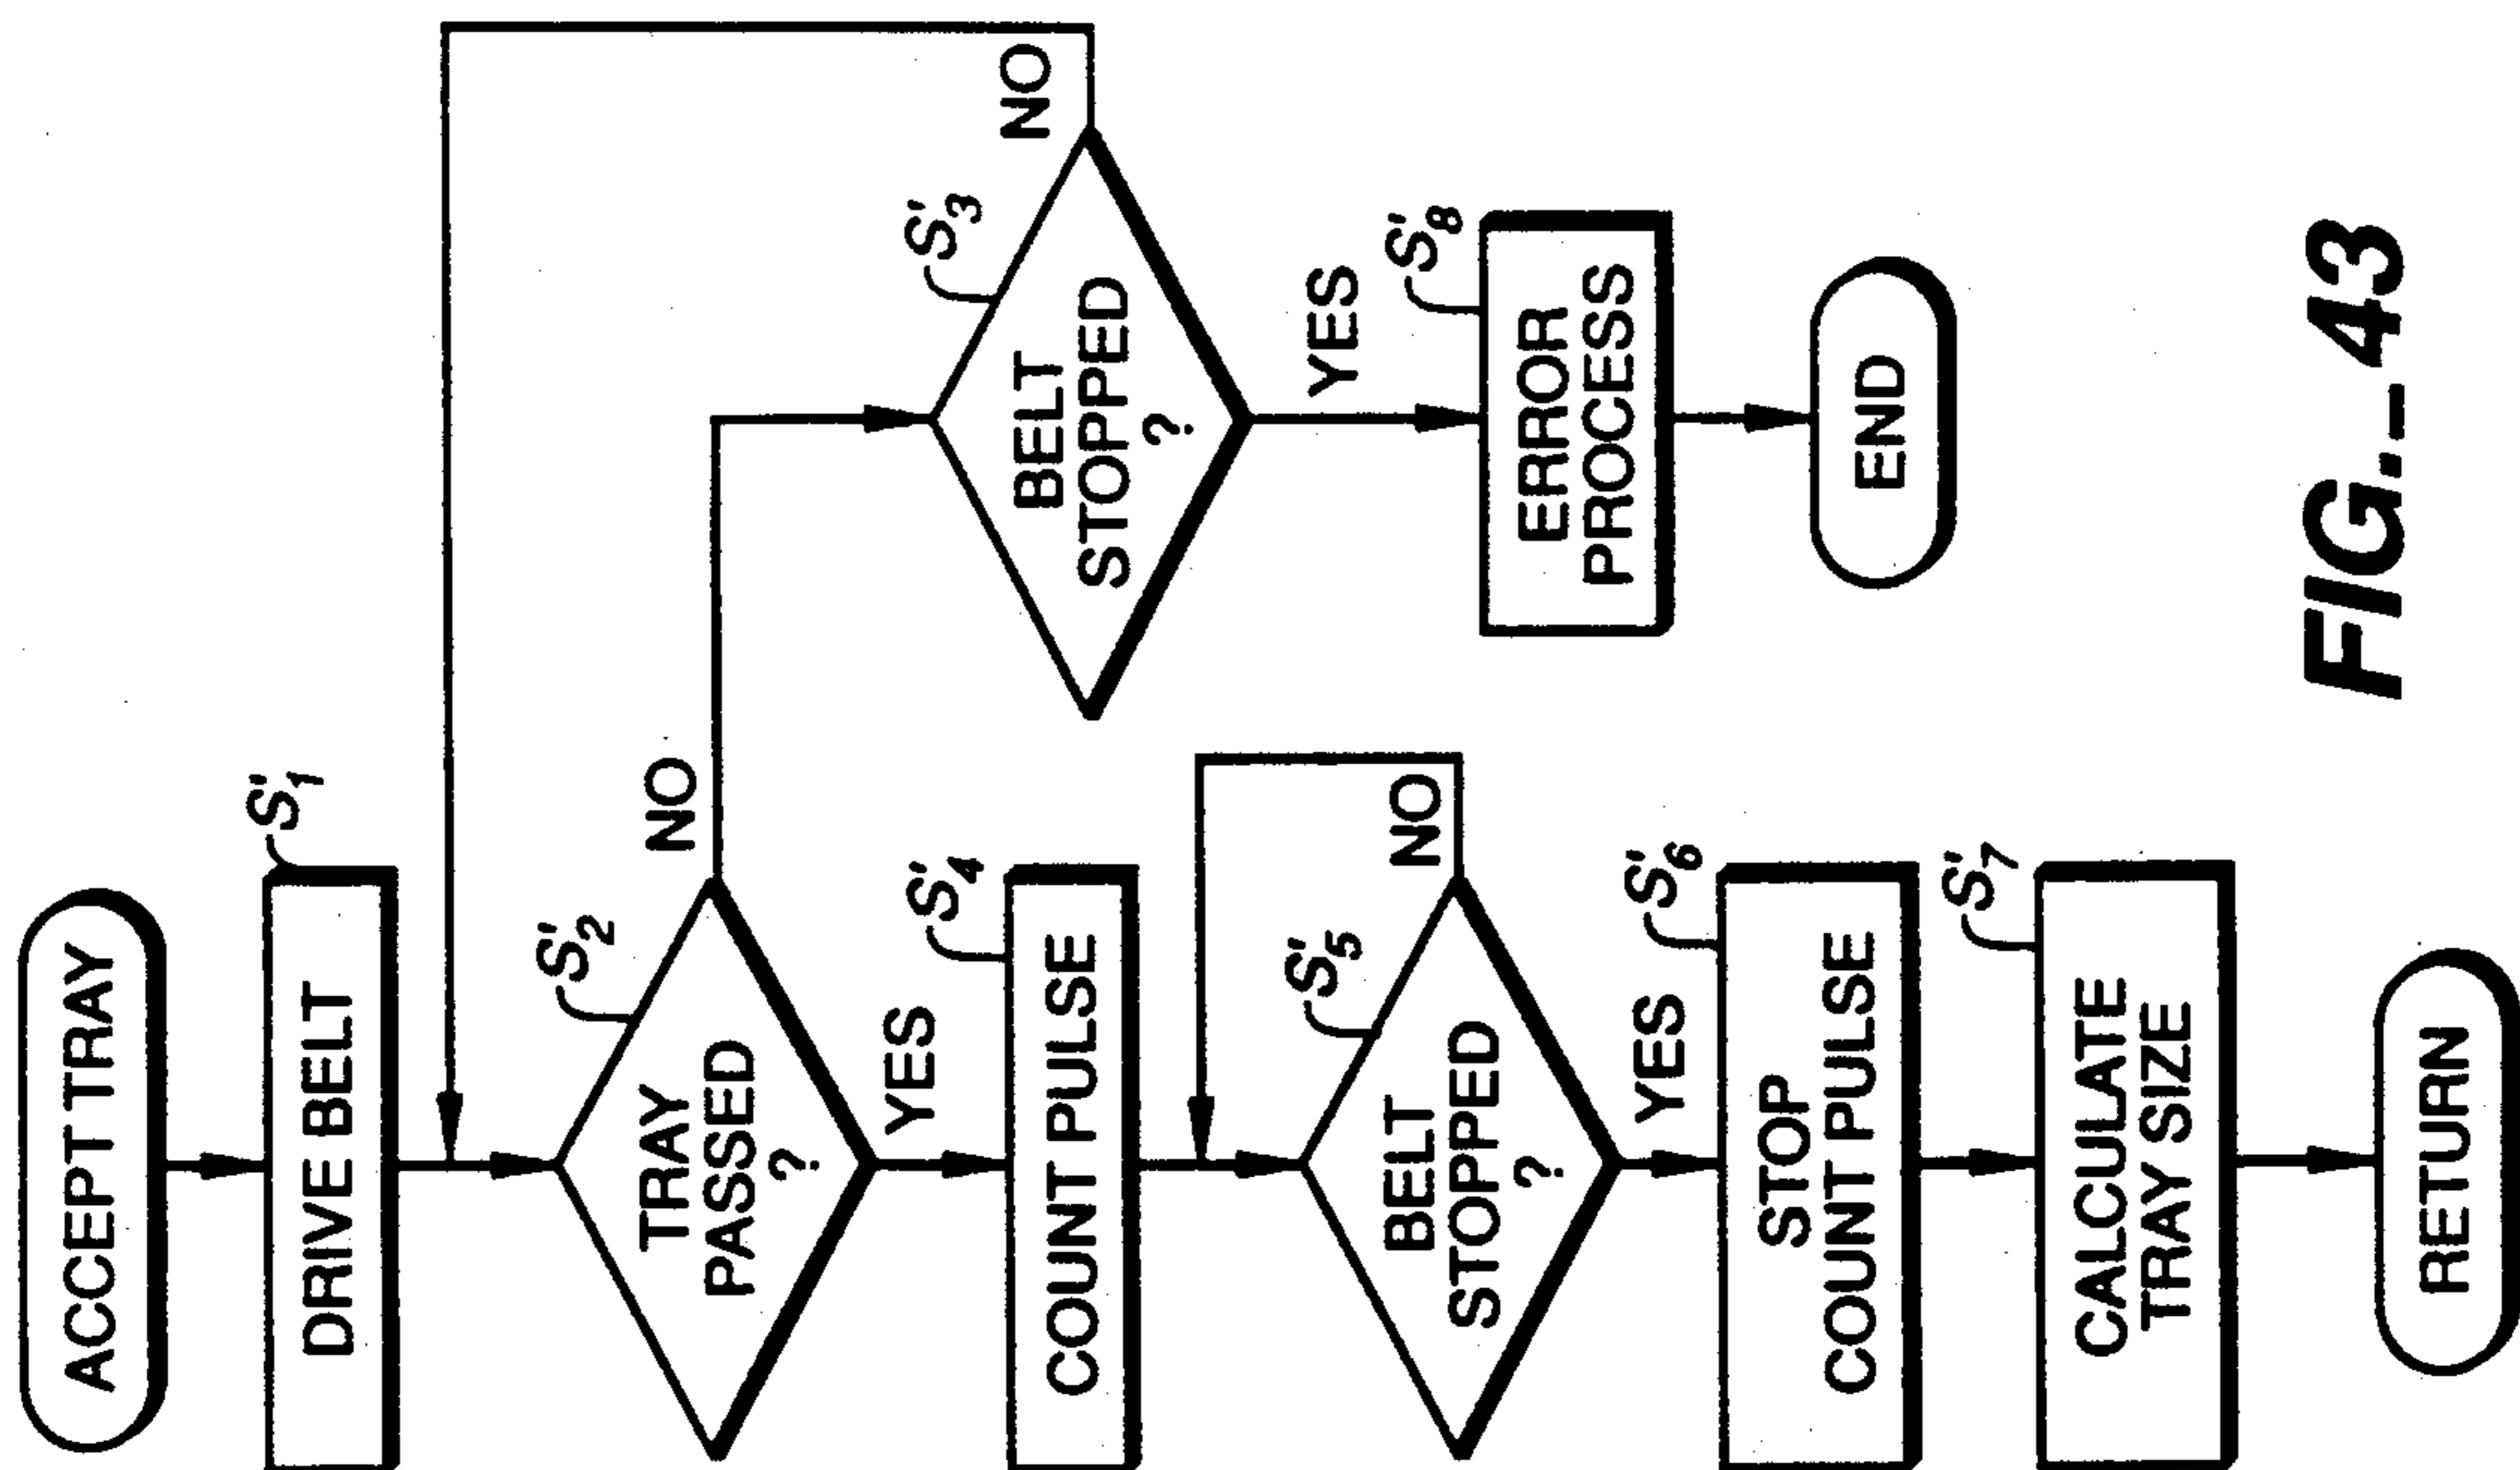 ACCEPT TRAY
S'1
DRIVE BELT
S'2
TRAY
PASSED
?
NO
YES
S'3
BELT
STOPPED
?
NO
YES
S'4
COUNT PULSE
S'5
BELT
STOPPED
?
NO
YES
S'6
STOP
COUNT PULSE
S'7
CALCULATE
TRAY SIZE
RETURN
S'8
ERROR
PROCESS
END
FIG._ 43